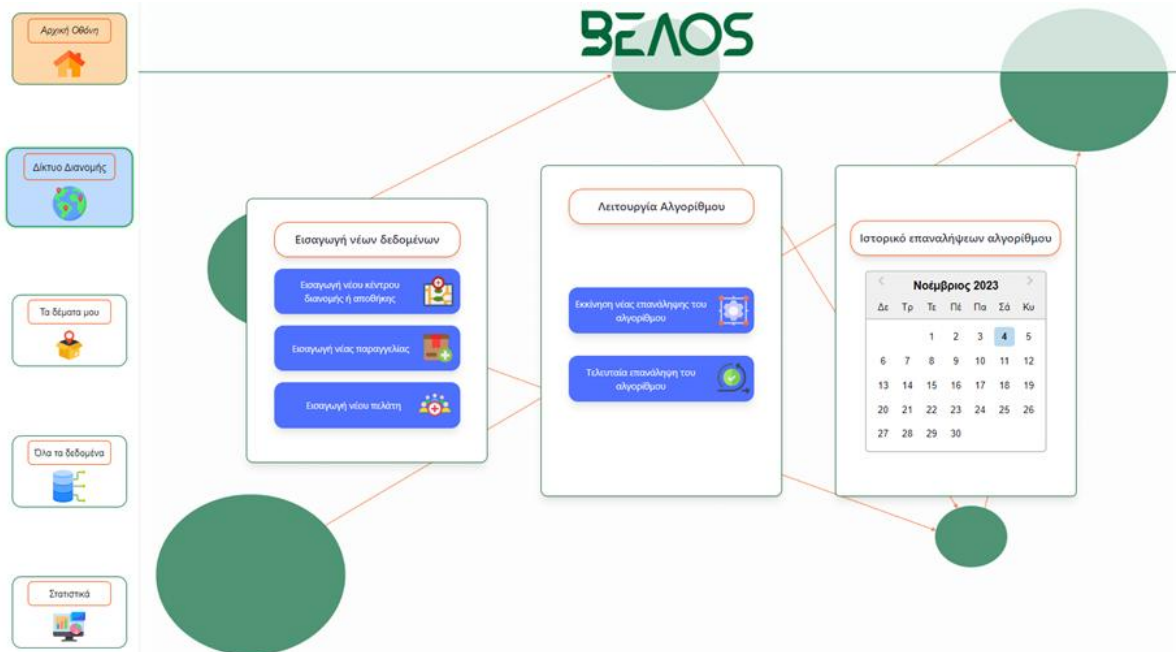 ΒΕΛΟS
Αρχική Οθόνη
Δίκτυο Διανομής
Τα δέματα μου
Όλα τα δεδομένα
Στατιστικά
Εισαγωγή νέων δεδομένων
Εισαγωγή νέου κέντρου
διανομής ή αποθήκης
Εισαγωγή νέας παραγγελίας
Εισαγωγή νέου πελάτη
Λειτουργία Αλγορίθμου
Εκκίνηση νέας επανάληψης του
αλγορίθμου
Τελευταία επανάληψη του
αλγορίθμου
Ιστορικό επαναλήψεων αλγορίθμου
Νοέμβριος 2023
Δε Τρ Τε Πέ Πα Σά Κυ
1 2 3 4 5
6 7 8 9 10 11 12
13 14 15 16 17 18 19
20 21 22 23 24 25 26
27 28 29 30